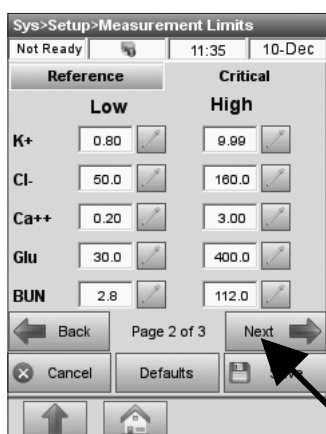 Sys>Setup>Measurement Limits
Not Ready 11:35 10-Dec
Reference Critical
Low High
K+ 0.80 9.99
Cl- 50.0 160.0
Ca++ 0.20 3.00
Glu 30.0 400.0
BUN 2.8 112.0
Back Page 2 of 3 Next
Cancel Defaults